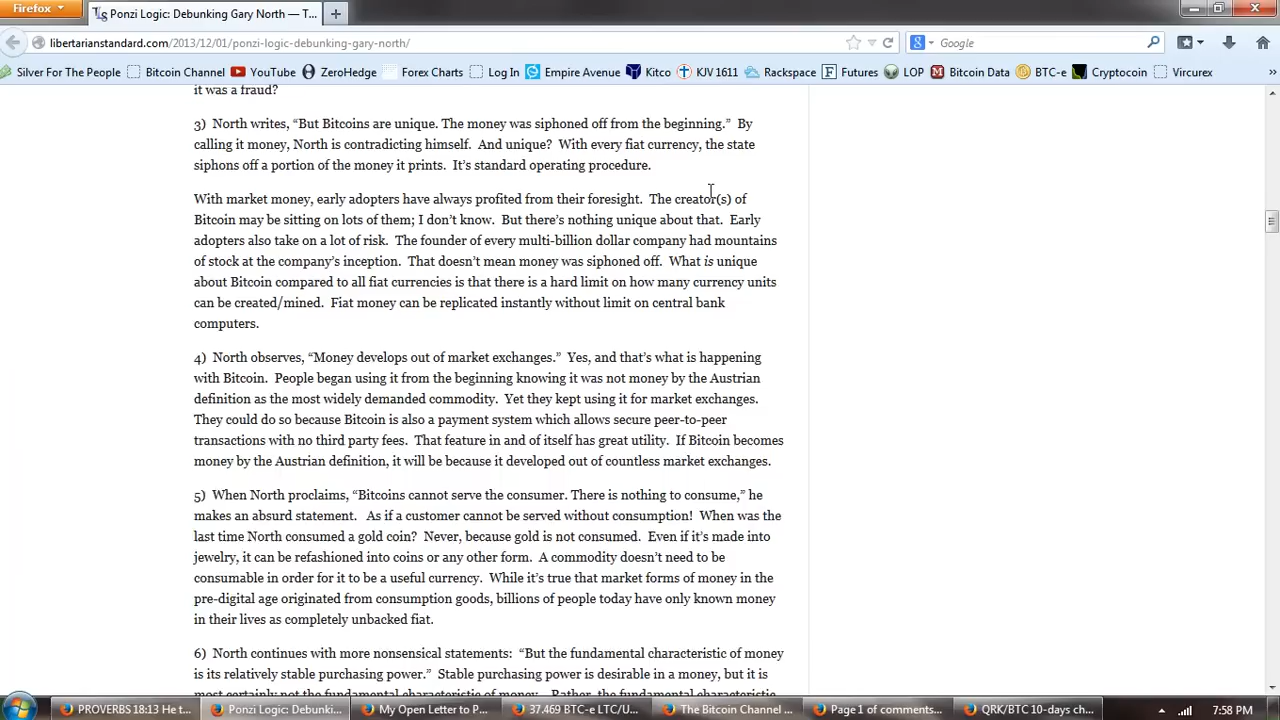 Firefox
Ponzi Logic: Debunking Gary North — T...
libertarianstandard.com/2013/12/01/ponzi-logic-debunking-gary-north/
Google
Silver For The People Bitcoin Channel YouTube ZeroHedge Forex Charts Log In Empire Avenue Kitco KJV 1611 Rackspace Futures LOP Bitcoin Data BTC-e Cryptocoin Vircurex
it was a fraud?
3) North writes, “But Bitcoins are unique. The money was siphoned off from the beginning.” By
calling it money, North is contradicting himself. And unique? With every fiat currency, the state
siphons off a portion of the money it prints. It’s standard operating procedure.
With market money, early adopters have always profited from their foresight. The creator(s) of
Bitcoin may be sitting on lots of them; I don’t know. But there’s nothing unique about that. Early
adopters also take on a lot of risk. The founder of every multi-billion dollar company had mountains
of stock at the company’s inception. That doesn’t mean money was siphoned off. What is unique
about Bitcoin compared to all fiat currencies is that there is a hard limit on how many currency units
can be created/mined. Fiat money can be replicated instantly without limit on central bank
computers.
4) North observes, “Money develops out of market exchanges.” Yes, and that’s what is happening
with Bitcoin. People began using it from the beginning knowing it was not money by the Austrian
definition as the most widely demanded commodity. Yet they kept using it for market exchanges.
They could do so because Bitcoin is also a payment system which allows secure peer-to-peer
transactions with no third party fees. That feature in and of itself has great utility. If Bitcoin becomes
money by the Austrian definition, it will be because it developed out of countless market exchanges.
5) When North proclaims, “Bitcoins cannot serve the consumer. There is nothing to consume,” he
makes an absurd statement. As if a customer cannot be served without consumption! When was the
last time North consumed a gold coin? Never, because gold is not consumed. Even if it’s made into
jewelry, it can be refashioned into coins or any other form. A commodity doesn’t need to be
consumable in order for it to be a useful currency. While it’s true that market forms of money in the
pre-digital age originated from consumption goods, billions of people today have only known money
in their lives as completely unbacked fiat.
6) North continues with more nonsensical statements: “But the fundamental characteristic of money
is its relatively stable purchasing power.” Stable purchasing power is desirable in a money, but it is
most certainly not the fundamental characteristic of money. Rather, the fundamental characteristic
PROVERBS 18:13 He t... Ponzi Logic: Debunki... My Open Letter to P... 37.469 BTC-e LTC/U... The Bitcoin Channel ... Page 1 of comments... QRK/BTC 10-days ch... 7:58 PM